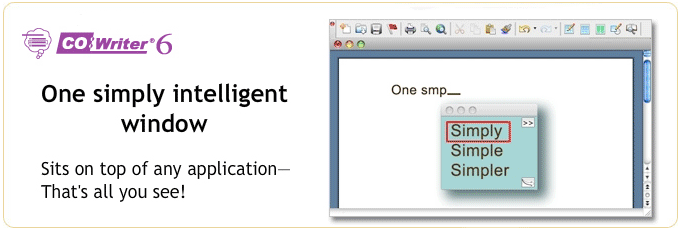 CO:Writer®6
One simply intelligent
window
Sits on top of any application—
That's all you see!
One smp
>>
Simply
Simple
Simpler